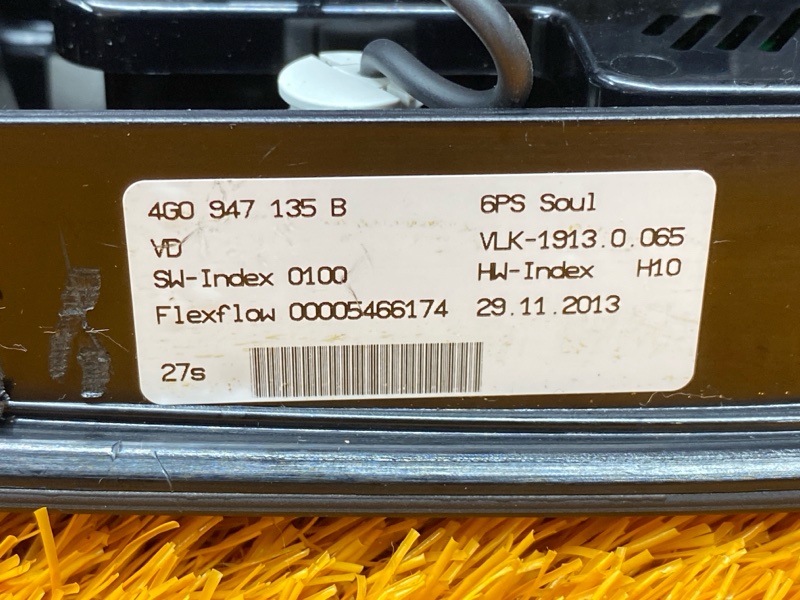 4G0 947 135 B 6PS Soul
VD VLK-1913.0.065
SW-Index 0100 HW-Index H10
Flexflow 00005466174 29.11.2013
27s